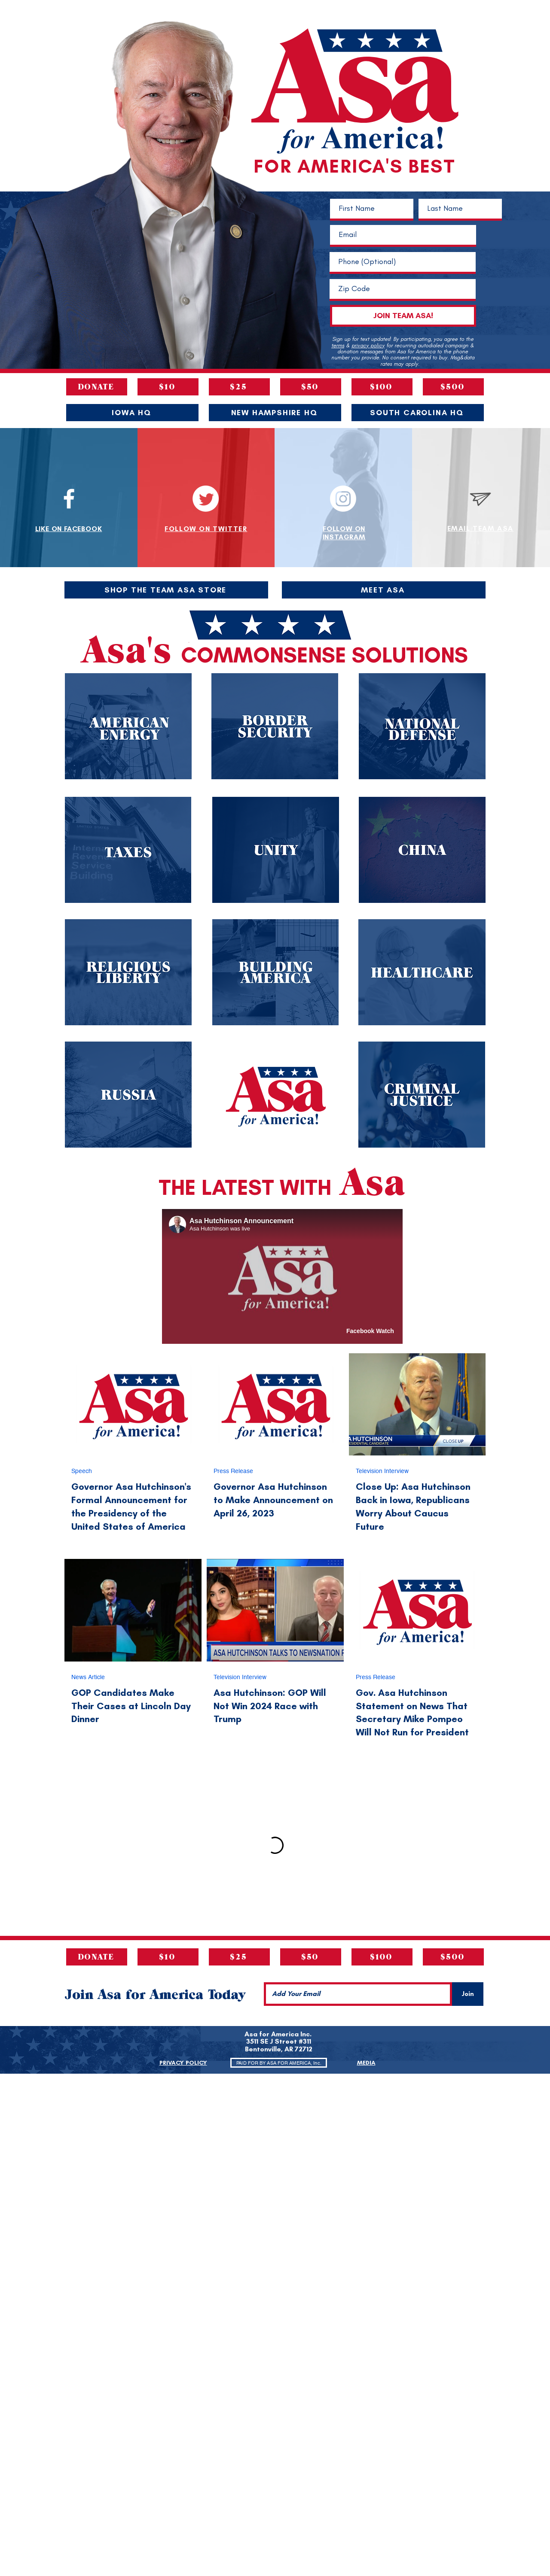 Asa
for America!
FOR AMERICA'S BEST
First Name
Last Name
Email
Phone (Optional)
Zip Code
JOIN TEAM ASA!
Sign up for text updates! By participating, you agree to the
terms & privacy policy for recurring autodialed campaign &
donation messages from Asa for America to the phone
number you provide. No consent required to buy. Msg&data
rates may apply.
DONATE
$10
$25
$50
$100
$500
IOWA HQ
NEW HAMPSHIRE HQ
SOUTH CAROLINA HQ
LIKE ON FACEBOOK
FOLLOW ON TWITTER
FOLLOW ON
INSTAGRAM
EMAIL TEAM ASA
SHOP THE TEAM ASA STORE
MEET ASA
Asa's COMMONSENSE SOLUTIONS
AMERICAN
ENERGY
BORDER
SECURITY
NATIONAL
DEFENSE
Internal
Revenue
Service
Building
TAXES
UNITY
CHINA
RELIGIOUS
LIBERTY
BUILDING
AMERICA
HEALTHCARE
RUSSIA
Asa
for America!
CRIMINAL
JUSTICE
THE LATEST WITH Asa
Asa Hutchinson Announcement
Asa Hutchinson was live
Asa
for America!
Facebook Watch
Asa
for America!
Speech
Governor Asa Hutchinson's
Formal Announcement for
the Presidency of the
United States of America
Asa
for America!
Press Release
Governor Asa Hutchinson
to Make Announcement on
April 26, 2023
A HUTCHINSON
RESIDENTIAL CANDIDATE
CLOSE UP
Television Interview
Close Up: Asa Hutchinson
Back in Iowa, Republicans
Worry About Caucus
Future
News Article
GOP Candidates Make
Their Cases at Lincoln Day
Dinner
ASA HUTCHINSON TALKS TO NEWSNATION
Television Interview
Asa Hutchinson: GOP Will
Not Win 2024 Race with
Trump
Asa
for America!
Press Release
Gov. Asa Hutchinson
Statement on News That
Secretary Mike Pompeo
Will Not Run for President
DONATE
$10
$25
$50
$100
$500
Join Asa for America Today
Add Your Email
Join
Asa for America Inc.
3511 SE J Street #311
Bentonville, AR 72712
PRIVACY POLICY
PAID FOR BY ASA FOR AMERICA, Inc.
MEDIA